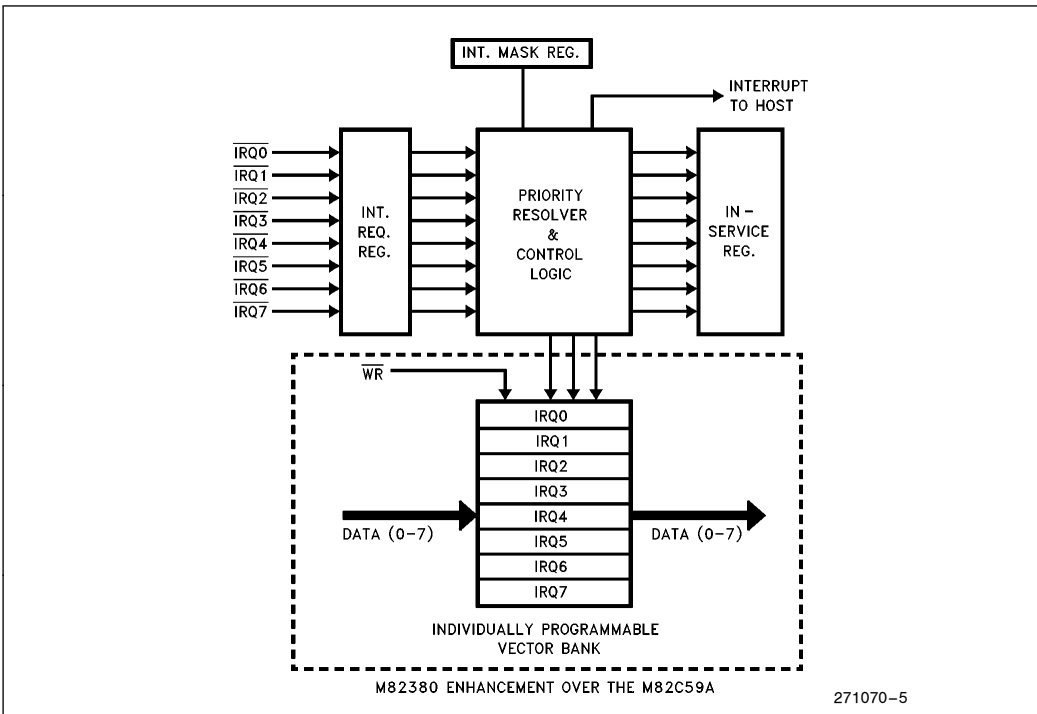 INT. MASK REG.
INTERRUPT
TO HOST
IRQ0
IRQ1
IRQ2
IRQ3
IRQ4
IRQ5
IRQ6
IRQ7
INT.
REQ.
REG.
PRIORITY
RESOLVER
&
CONTROL
LOGIC
IN –
SERVICE
REG.
WR
IRQ0
IRQ1
IRQ2
IRQ3
IRQ4
IRQ5
IRQ6
IRQ7
DATA (0–7)
DATA (0–7)
INDIVIDUALLY PROGRAMMABLE
VECTOR BANK
M82380 ENHANCEMENT OVER THE M82C59A
271070–5